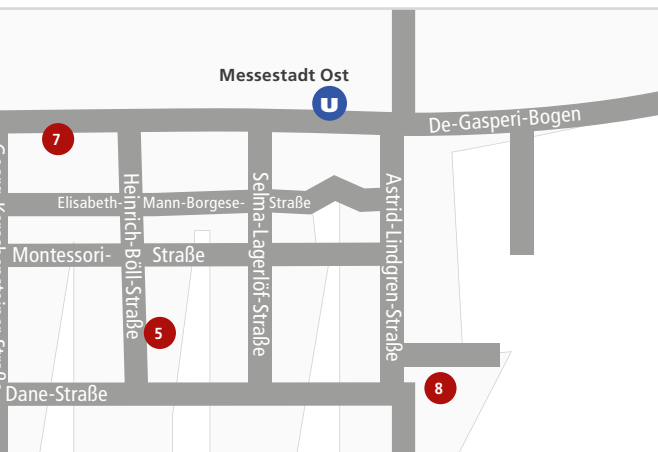 Messestadt Ost
U
De-Gasperi-Bogen
7
Elisabeth-Mann-Borgese-Straße
Heinrich-Böll-Straße
Selma-Lagerlöf-Straße
Astrid-Lindgren-Straße
Montessori-Straße
5
8
Dane-Straße